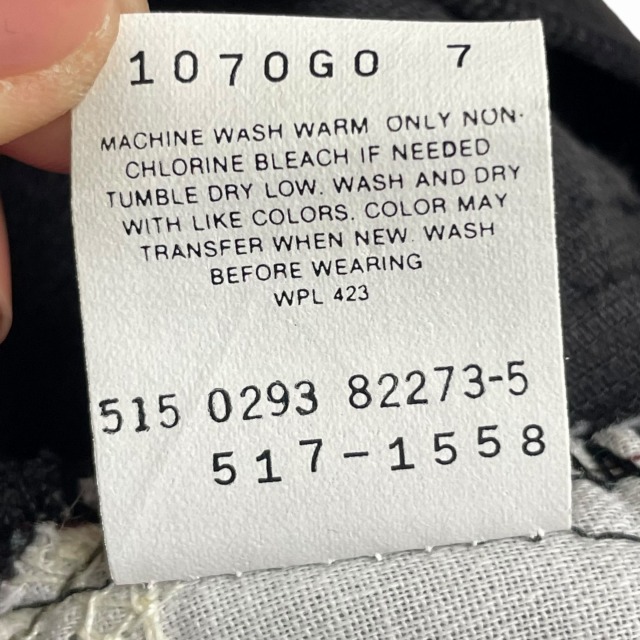 1070GO 7
MACHINE WASH WARM ONLY NON-
CHLORINE BLEACH IF NEEDED
TUMBLE DRY LOW. WASH AND DRY
WITH LIKE COLORS. COLOR MAY
TRANSFER WHEN NEW. WASH
BEFORE WEARING
WPL 423
515 0293 82273-5
517-1558